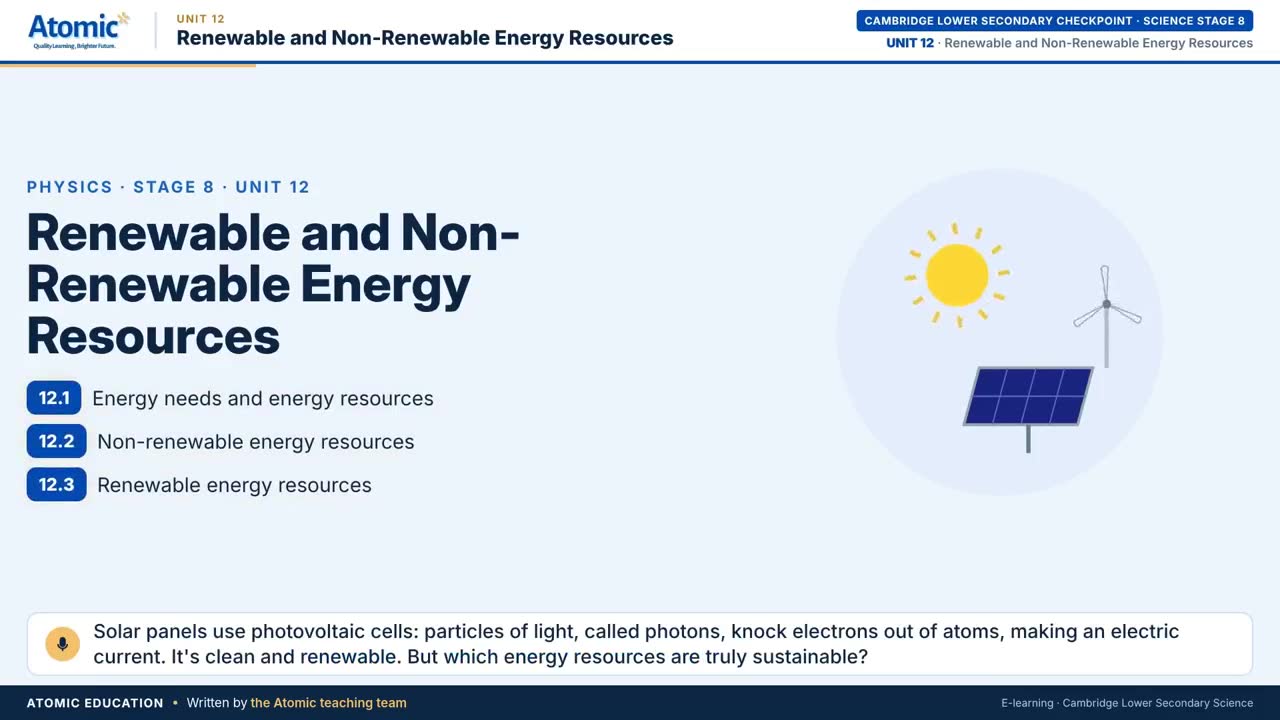 Atomic
Quality Learning, Brighter Future.
UNIT 12
Renewable and Non-Renewable Energy Resources
CAMBRIDGE LOWER SECONDARY CHECKPOINT · SCIENCE STAGE 8
UNIT 12 · Renewable and Non-Renewable Energy Resources
PHYSICS · STAGE 8 · UNIT 12
Renewable and Non-
Renewable Energy
Resources
12.1 Energy needs and energy resources
12.2 Non-renewable energy resources
12.3 Renewable energy resources
Solar panels use photovoltaic cells: particles of light, called photons, knock electrons out of atoms, making an electric
current. It's clean and renewable. But which energy resources are truly sustainable?
ATOMIC EDUCATION • Written by the Atomic teaching team
E-learning · Cambridge Lower Secondary Science